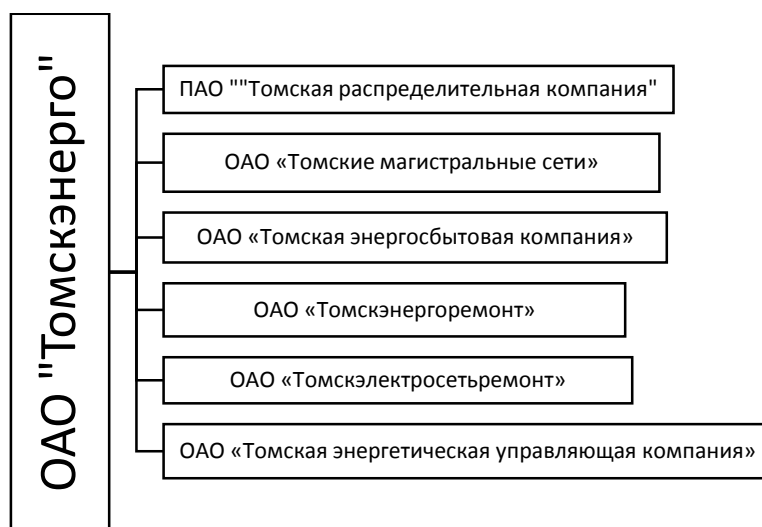 ОАО "Томскэнерго"
ПАО ""Томская распределительная компания"
ОАО «Томские магистральные сети»
ОАО «Томская энергосбытовая компания»
ОАО «Томскэнергоремонт»
ОАО «Томскэлектросетьремонт»
ОАО «Томская энергетическая управляющая компания»